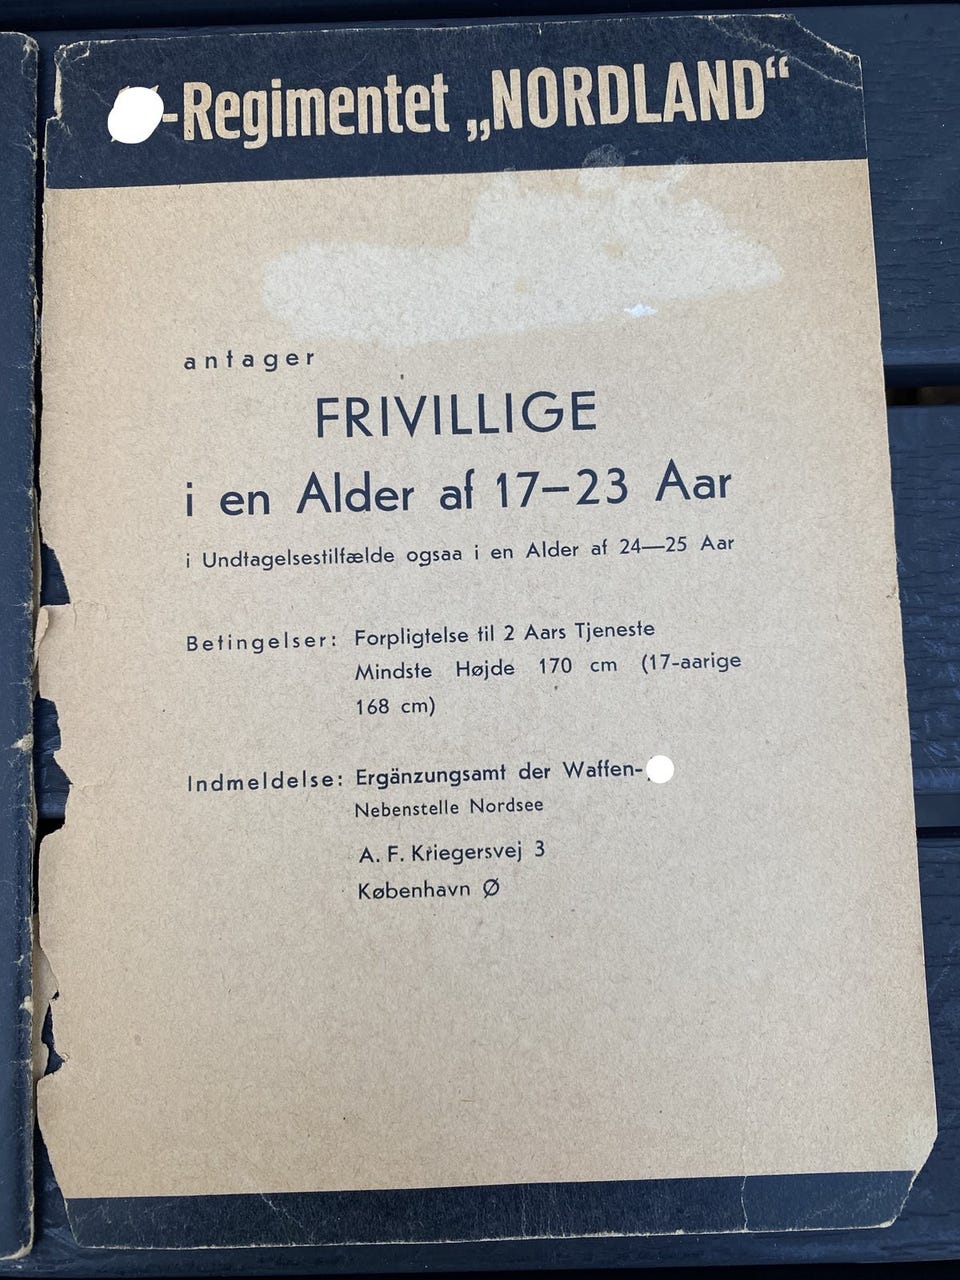 -Regimentet „NORDLAND“
antager
FRIVILLIGE
i en Alder af 17—23 Aar
i Undtagelsestilfælde ogsaa i en Alder af 24—25 Aar
Betingelser: Forpligtelse til 2 Aars Tjeneste
Mindste Højde 170 cm (17-aarige
168 cm)
Indmeldelse: Ergänzungsamt der Waffen-
Nebenstelle Nordsee
A. F. Kriegersvej 3
København Ø